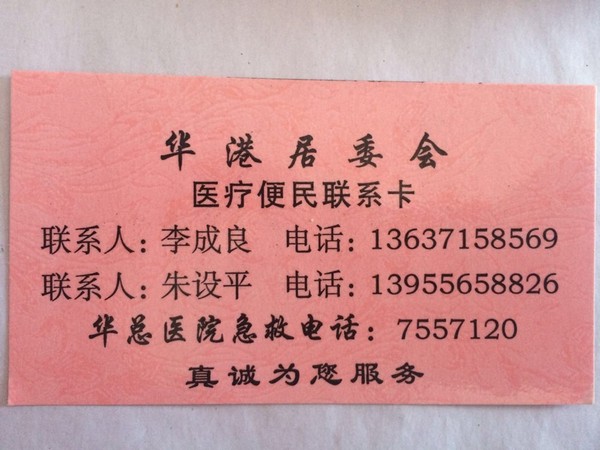 华港居委会
医疗便民联系卡
联系人：李成良 电话：13637158569
联系人：朱设平 电话：13955658826
华总医院急救电话：7557120
真诚为您服务